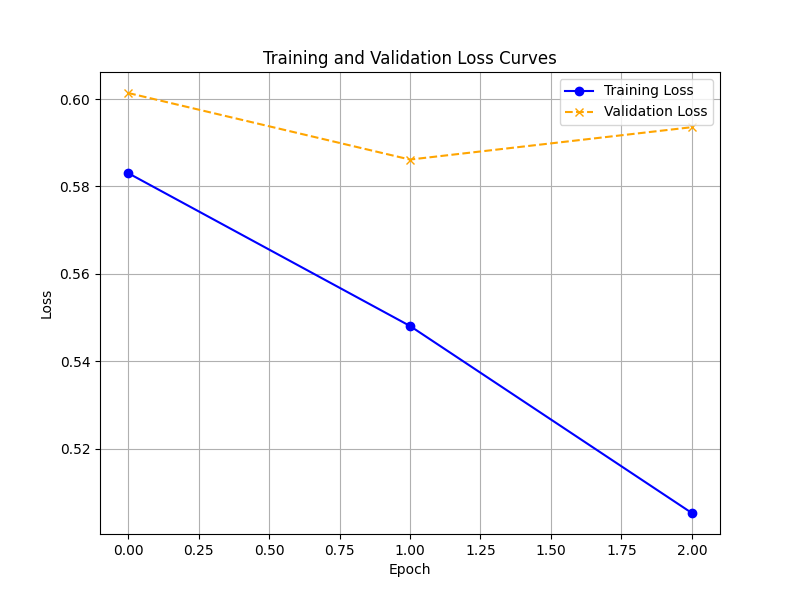 Training and Validation Loss Curves
Training Loss
Validation Loss
0.60
0.58
0.56
0.54
0.52
Loss
0.00 0.25 0.50 0.75 1.00 1.25 1.50 1.75 2.00
Epoch